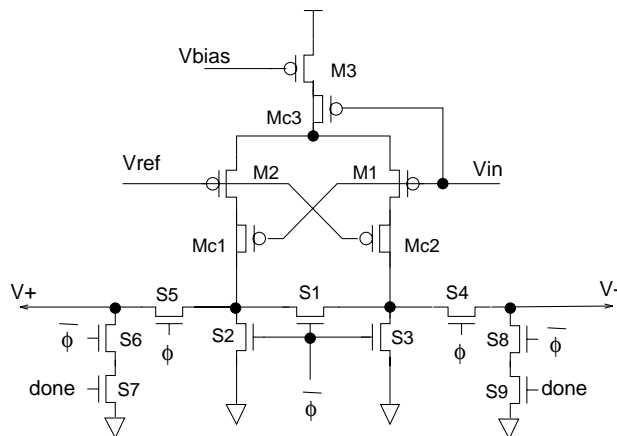 Vbias
M3
Mc3
Vref
M2
M1
Vin
Mc1
Mc2
V+
S5
S1
S4
V-
S6
S2
S3
S8
ϕ̅
ϕ
ϕ
ϕ̅
done
S7
ϕ̅
S9
done